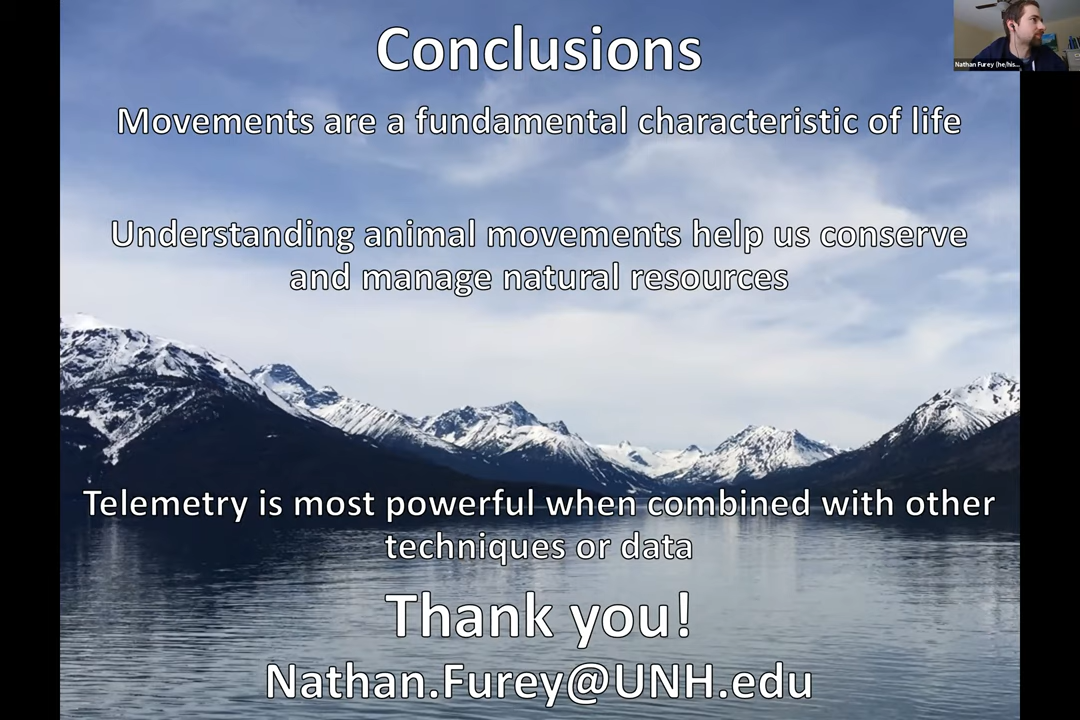 Conclusions
Nathan Furey (he/his...
Movements are a fundamental characteristic of life
Understanding animal movements help us conserve
and manage natural resources
Telemetry is most powerful when combined with other
techniques or data
Thank you!
Nathan.Furey@UNH.edu